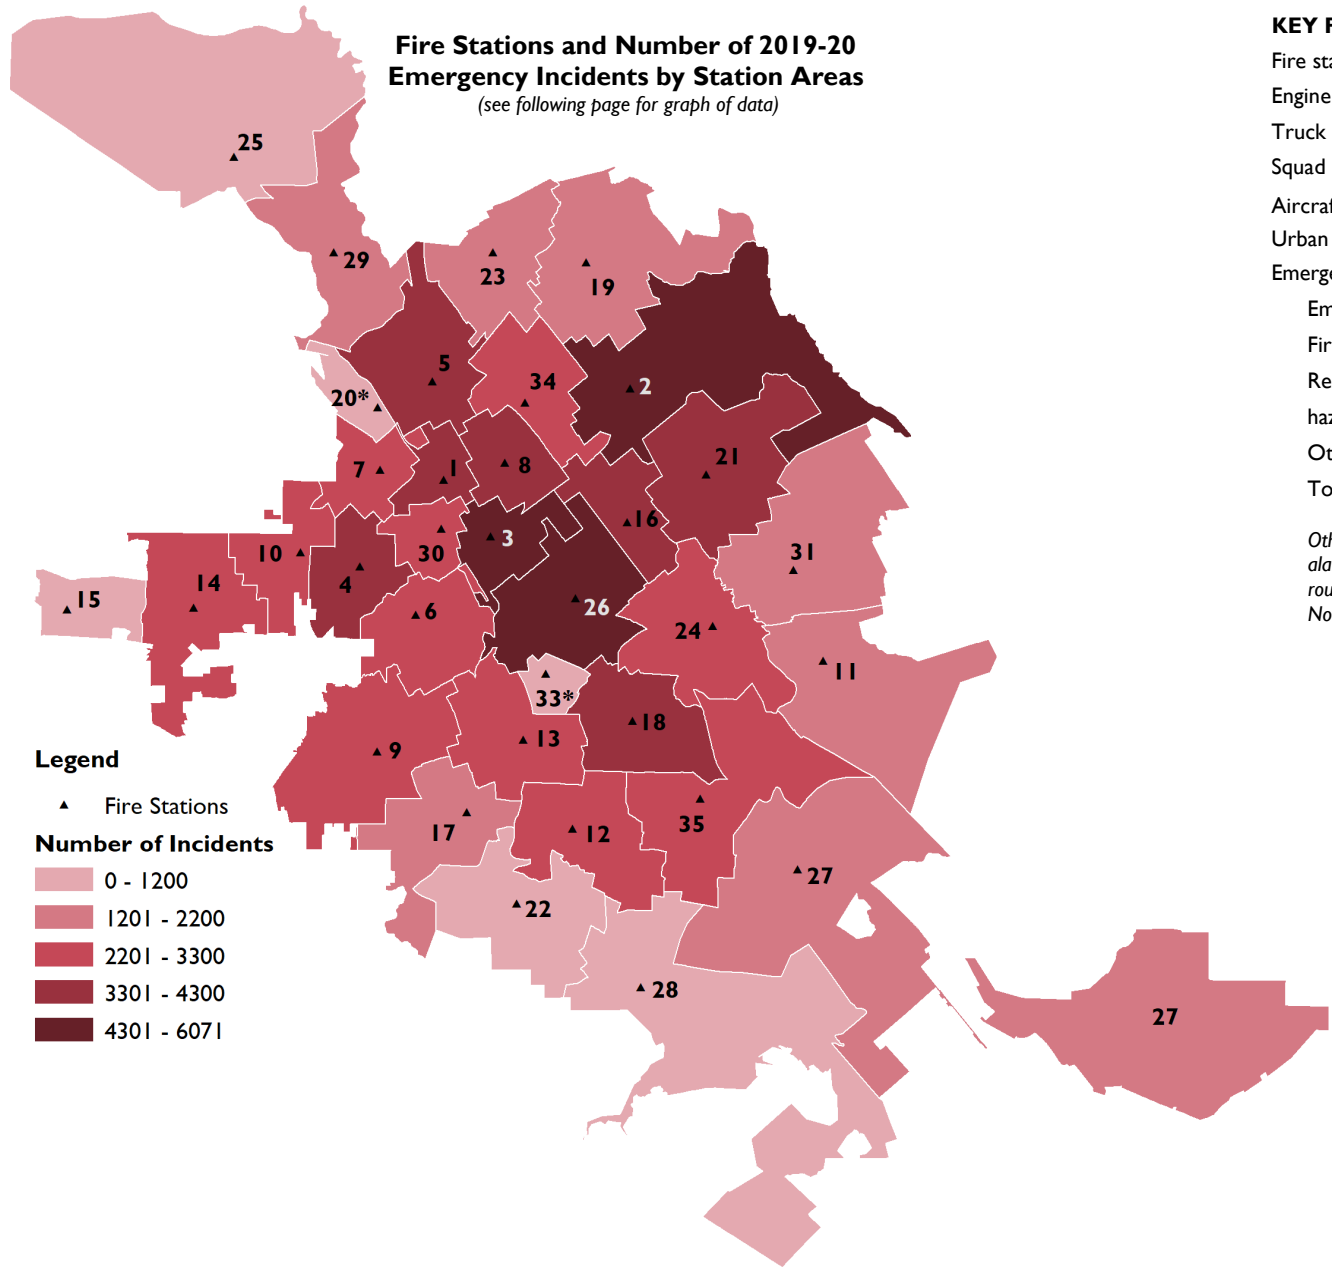 Fire Stations and Number of 2019-20
Emergency Incidents by Station Areas
(see following page for graph of data)
KEY
Fire
Engine
Truck
Squad
Urban
25
29
23
19
5
34
2
20*
7
1
8
21
16
3
30
10
4
31
14
15
6
26
24
11
33*
18
13
9
17
12
35
27
22
28
27
Legend
Fire Stations
Number of Incidents
0 - 1200
1201 - 2200
2201 - 3300
3301 - 4300
4301 - 6071